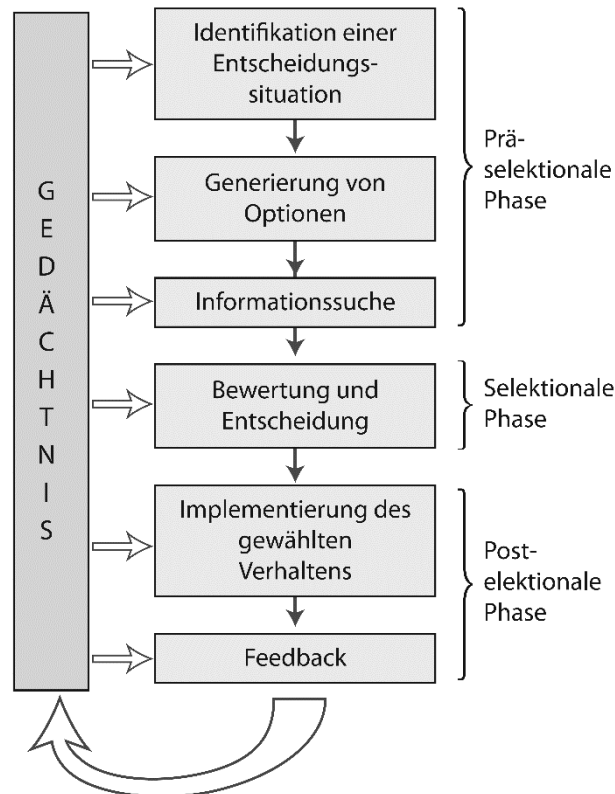 GEDÄCHTNIS
Identifikation einer
Entscheidungs-
situation
Generierung von
Optionen
Informationssuche
Prä-
selektionale
Phase
Bewertung und
Entscheidung
Selektionale
Phase
Implementierung des
gewählten
Verhaltens
Feedback
Post-
elektionale
Phase